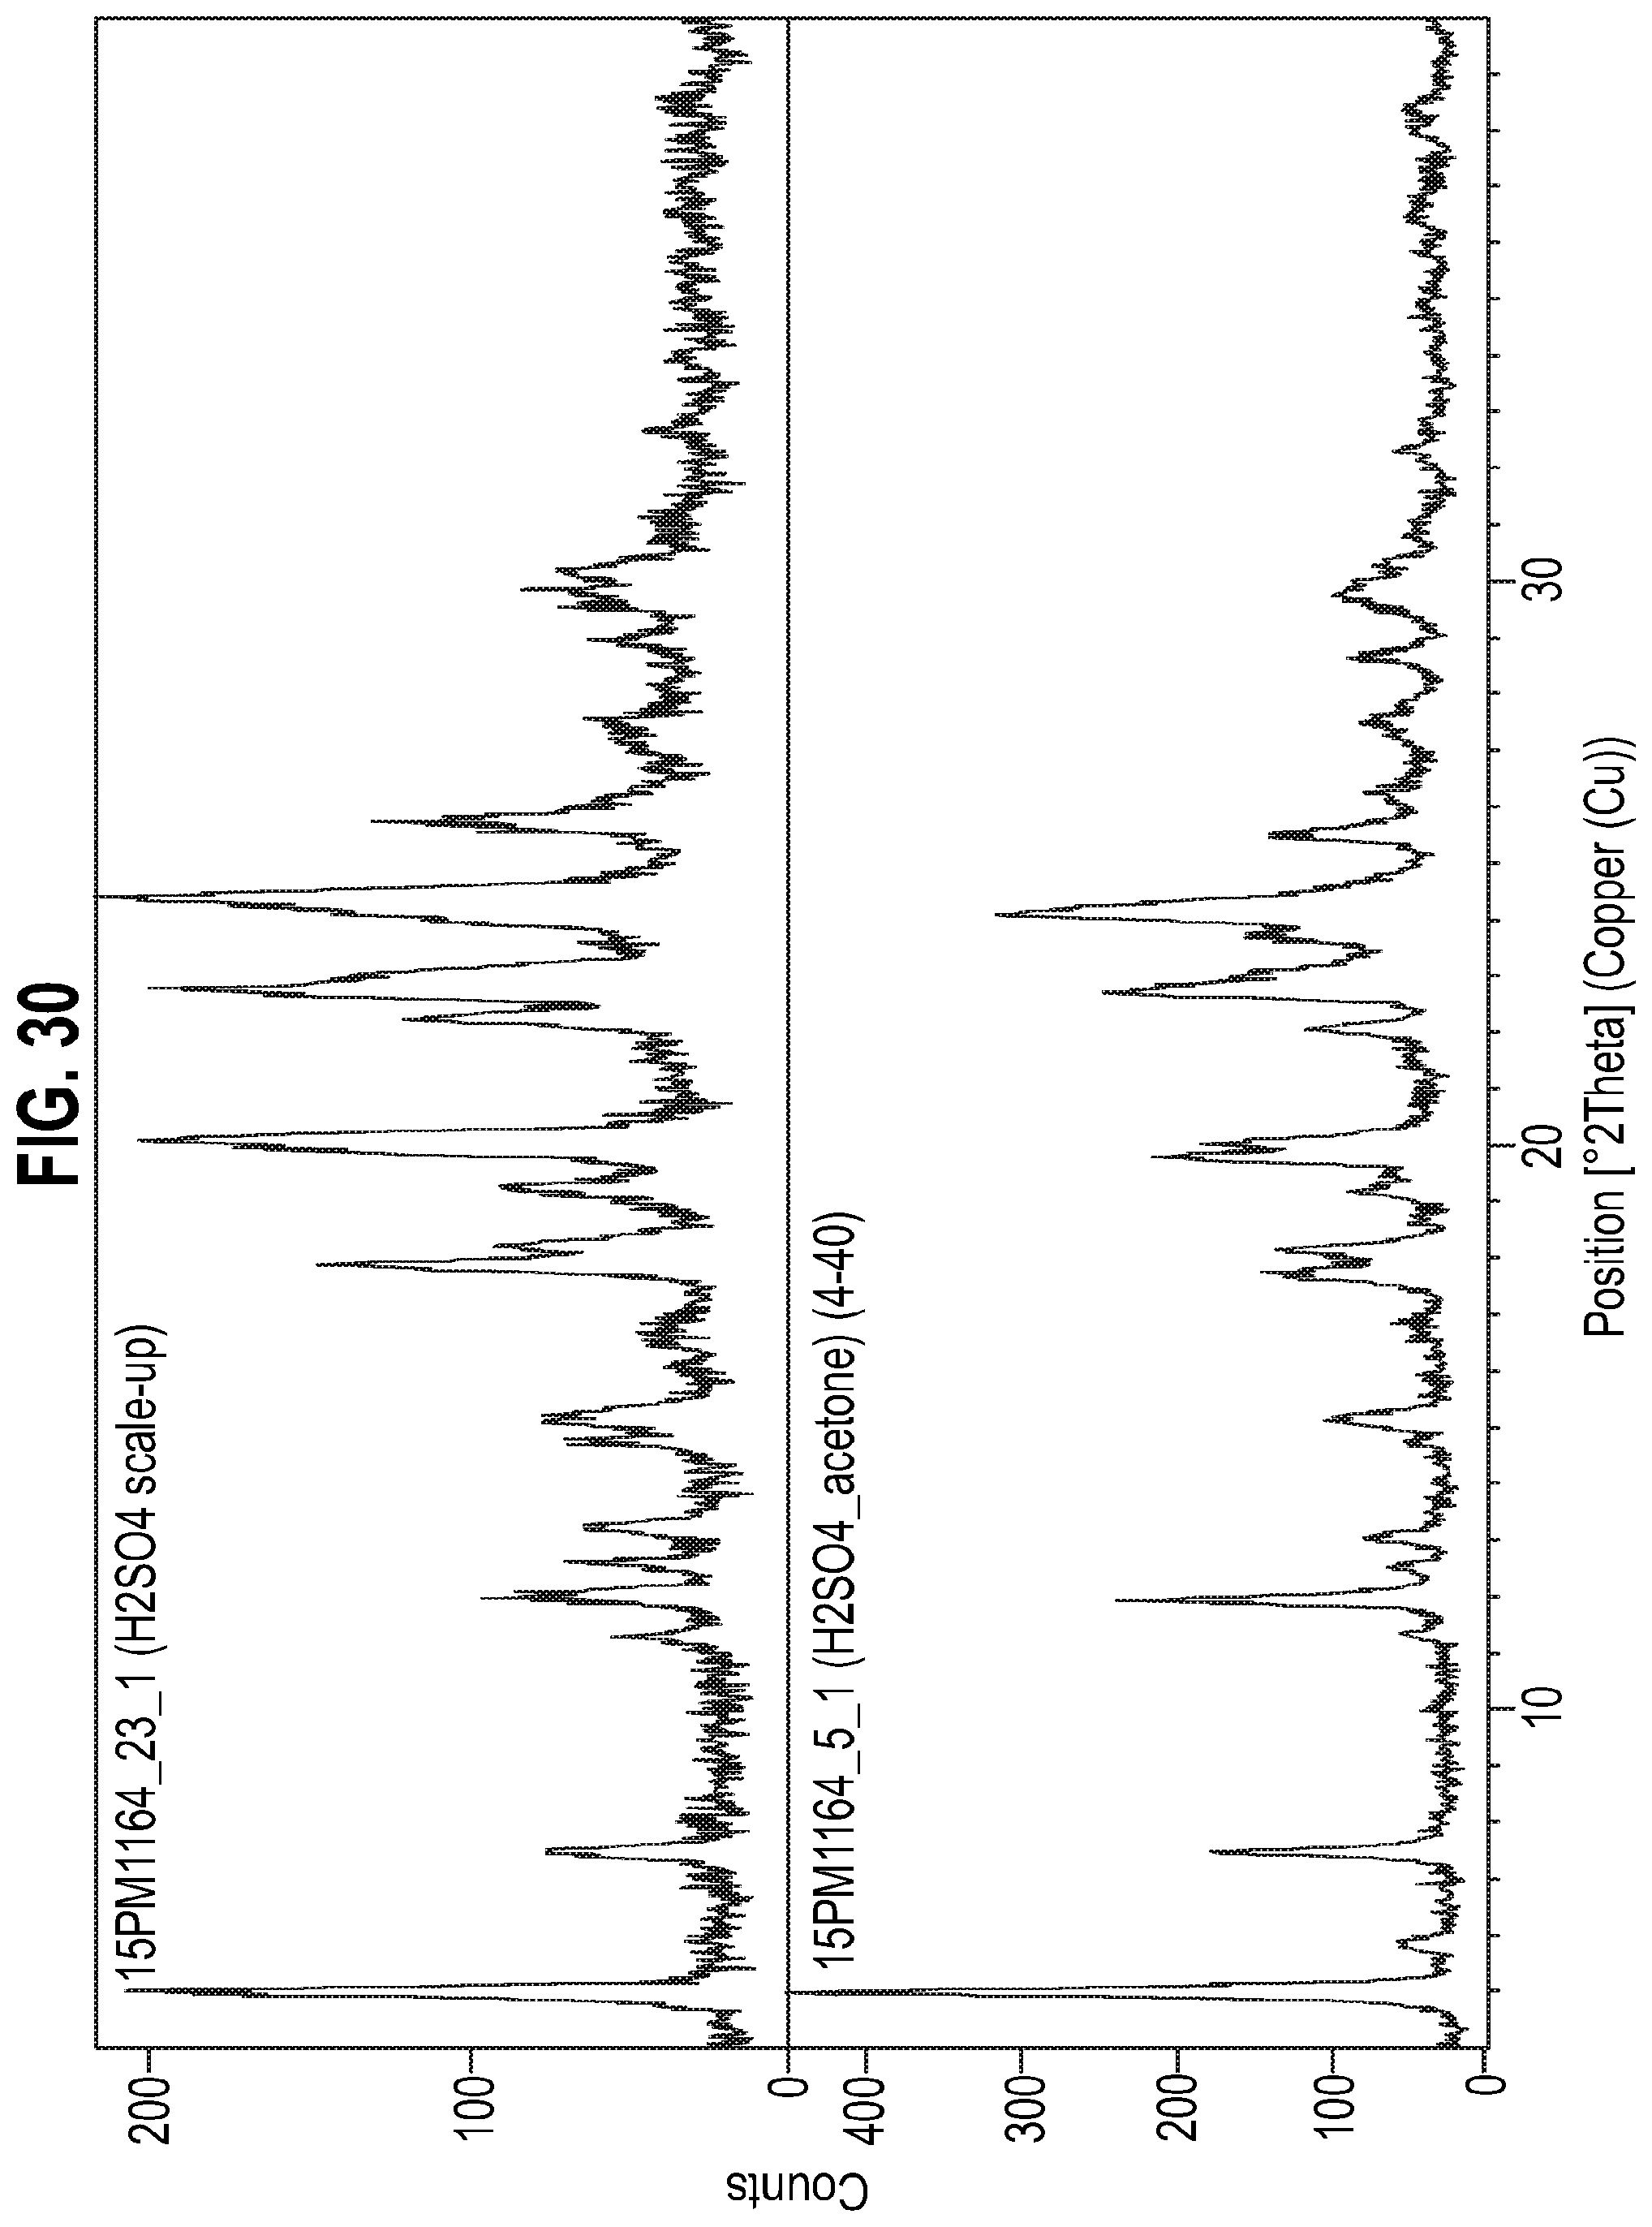 FIG. 30
15PM1164_23_1 (H2SO4 scale-up)
200
100
0
15PM1164_5_1 (H2SO4_acetone) (4-40)
400
300
200
100
0
Counts
10
20
30
Position [°2Theta] (Copper (Cu))